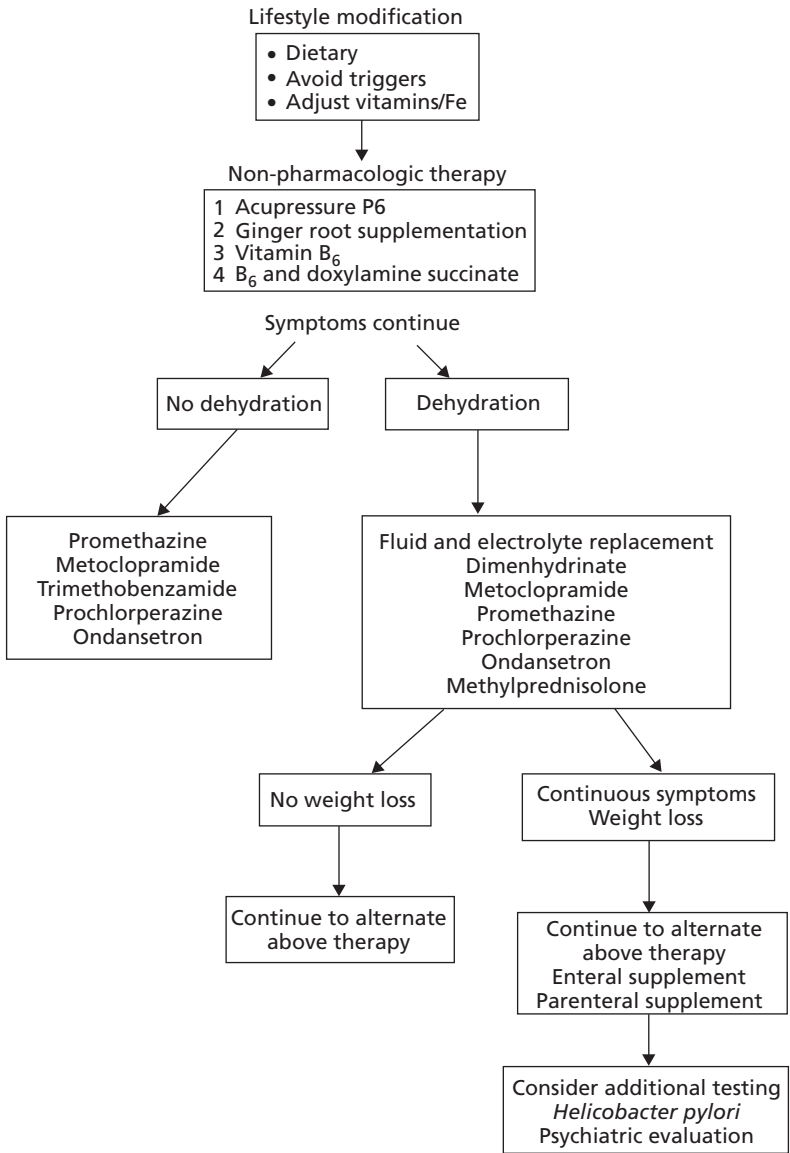 Lifestyle modification
• Dietary
• Avoid triggers
• Adjust vitamins/Fe
Non-pharmacologic therapy
1 Acupressure P6
2 Ginger root supplementation
3 Vitamin B₆
4 B₆ and doxylamine succinate
Symptoms continue
No dehydration
Dehydration
Promethazine
Metoclopramide
Trimethobenzamide
Prochlorperazine
Ondansetron
Fluid and electrolyte replacement
Dimenhydrinate
Metoclopramide
Promethazine
Prochlorperazine
Ondansetron
Methylprednisolone
No weight loss
Continuous symptoms
Weight loss
Continue to alternate
above therapy
Continue to alternate
above therapy
Enteral supplement
Parenteral supplement
Consider additional testing
Helicobacter pylori
Psychiatric evaluation